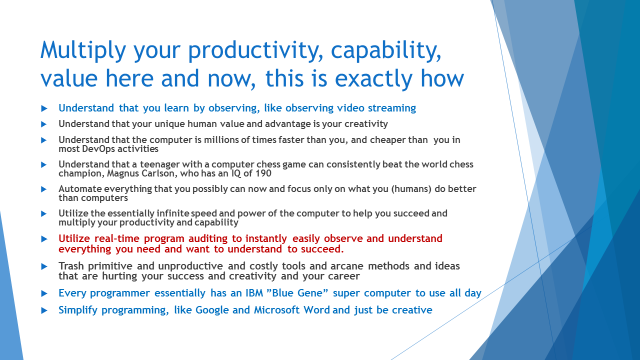 Multiply your productivity, capability,
value here and now, this is exactly how
Understand that you learn by observing, like observing video streaming
Understand that your unique human value and advantage is your creativity
Understand that the computer is millions of times faster than you, and cheaper than you in
most DevOps activities
Understand that a teenager with a computer chess game can consistently beat the world chess
champion, Magnus Carlson, who has an IQ of 190
Automate everything that you possibly can now and focus only on what you (humans) do better
than computers
Utilize the essentially infinite speed and power of the computer to help you succeed and
multiply your productivity and capability
Utilize real-time program auditing to instantly easily observe and understand
everything you need and want to understand to succeed.
Trash primitive and unproductive and costly tools and arcane methods and ideas
that are hurting your success and creativity and your career
Every programmer essentially has an IBM "Blue Gene" super computer to use all day
Simplify programming, like Google and Microsoft Word and just be creative